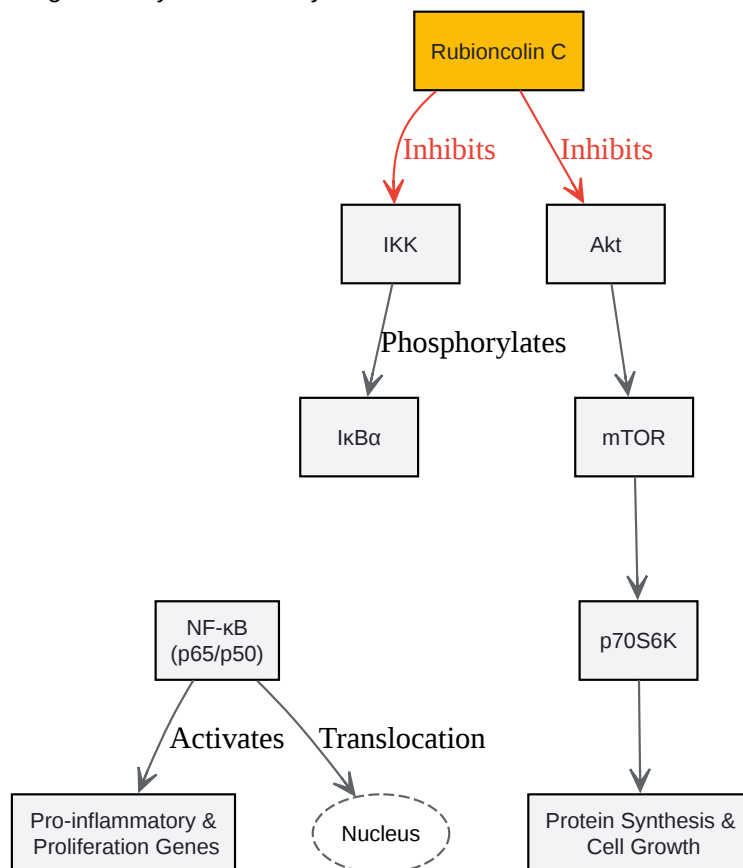 Rubioncolin C
Inhibits Inhibits
IKK Akt
Phosphorylates
IκBα mTOR
NF-κB
(p65/p50)
p70S6K
Activates Translocation
Pro-inflammatory &
Proliferation Genes
Nucleus
Protein Synthesis &
Cell Growth